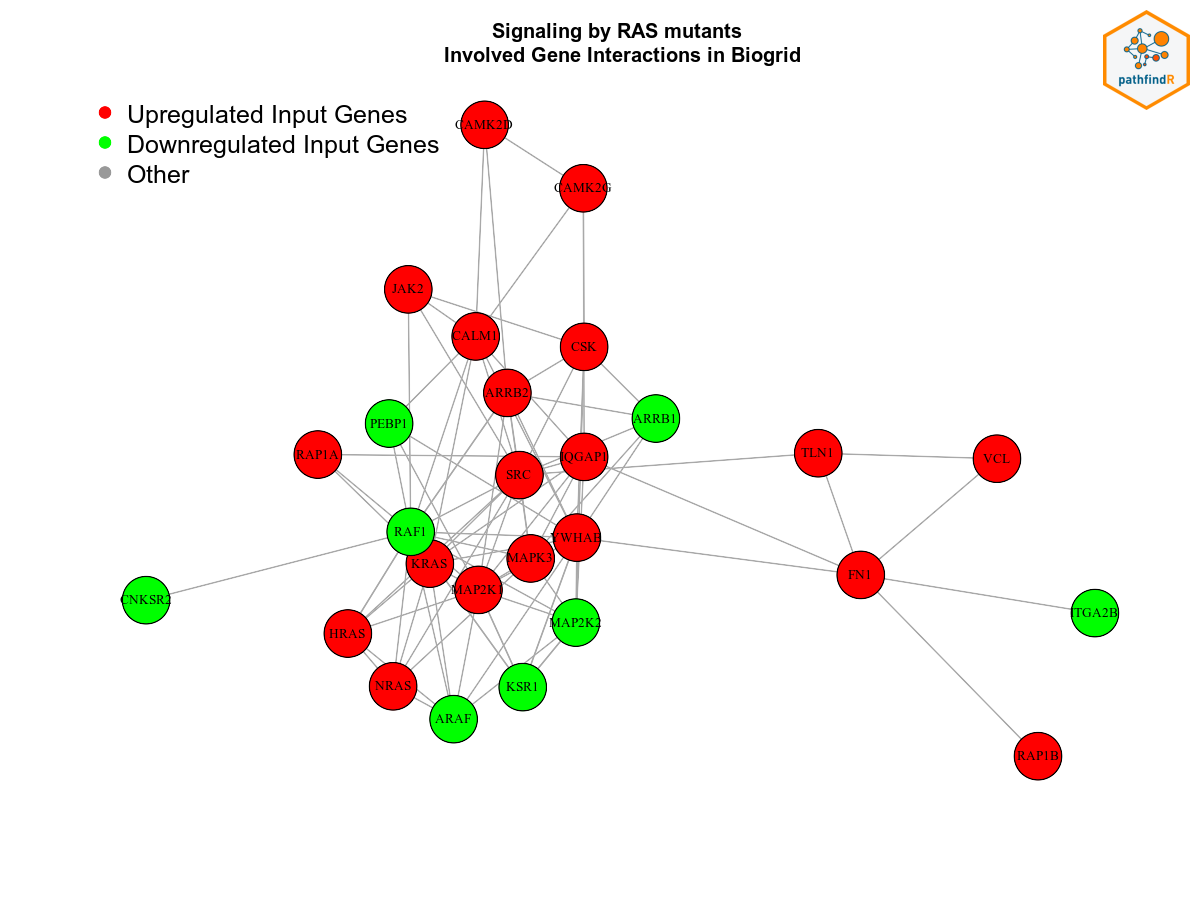 Signaling by RAS mutants
Involved Gene Interactions in Biogrid
pathfindR
Upregulated Input Genes
Downregulated Input Genes
Other
CAMK2D
CAMK2G
JAK2
CALM1
CSK
ARRB2
ARRB1
PEBP1
RAP1A
IQGAP1
TLN1
VCL
SRC
RAF1
YWHAB
MAPK3
KRAS
FN1
MAP2K1
CNKSR2
ITGA2B
MAP2K2
HRAS
NRAS
KSR1
ARAF
RAP1B